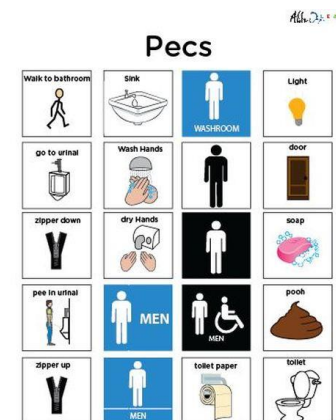 Pecs
Walk to bathroom
Sink
WASHROOM
Light
go to urinal
Wash Hands
door
zipper down
dry Hands
soap
pee in urinal
MEN
MEN
pooh
zipper up
MEN
toilet paper
toilet